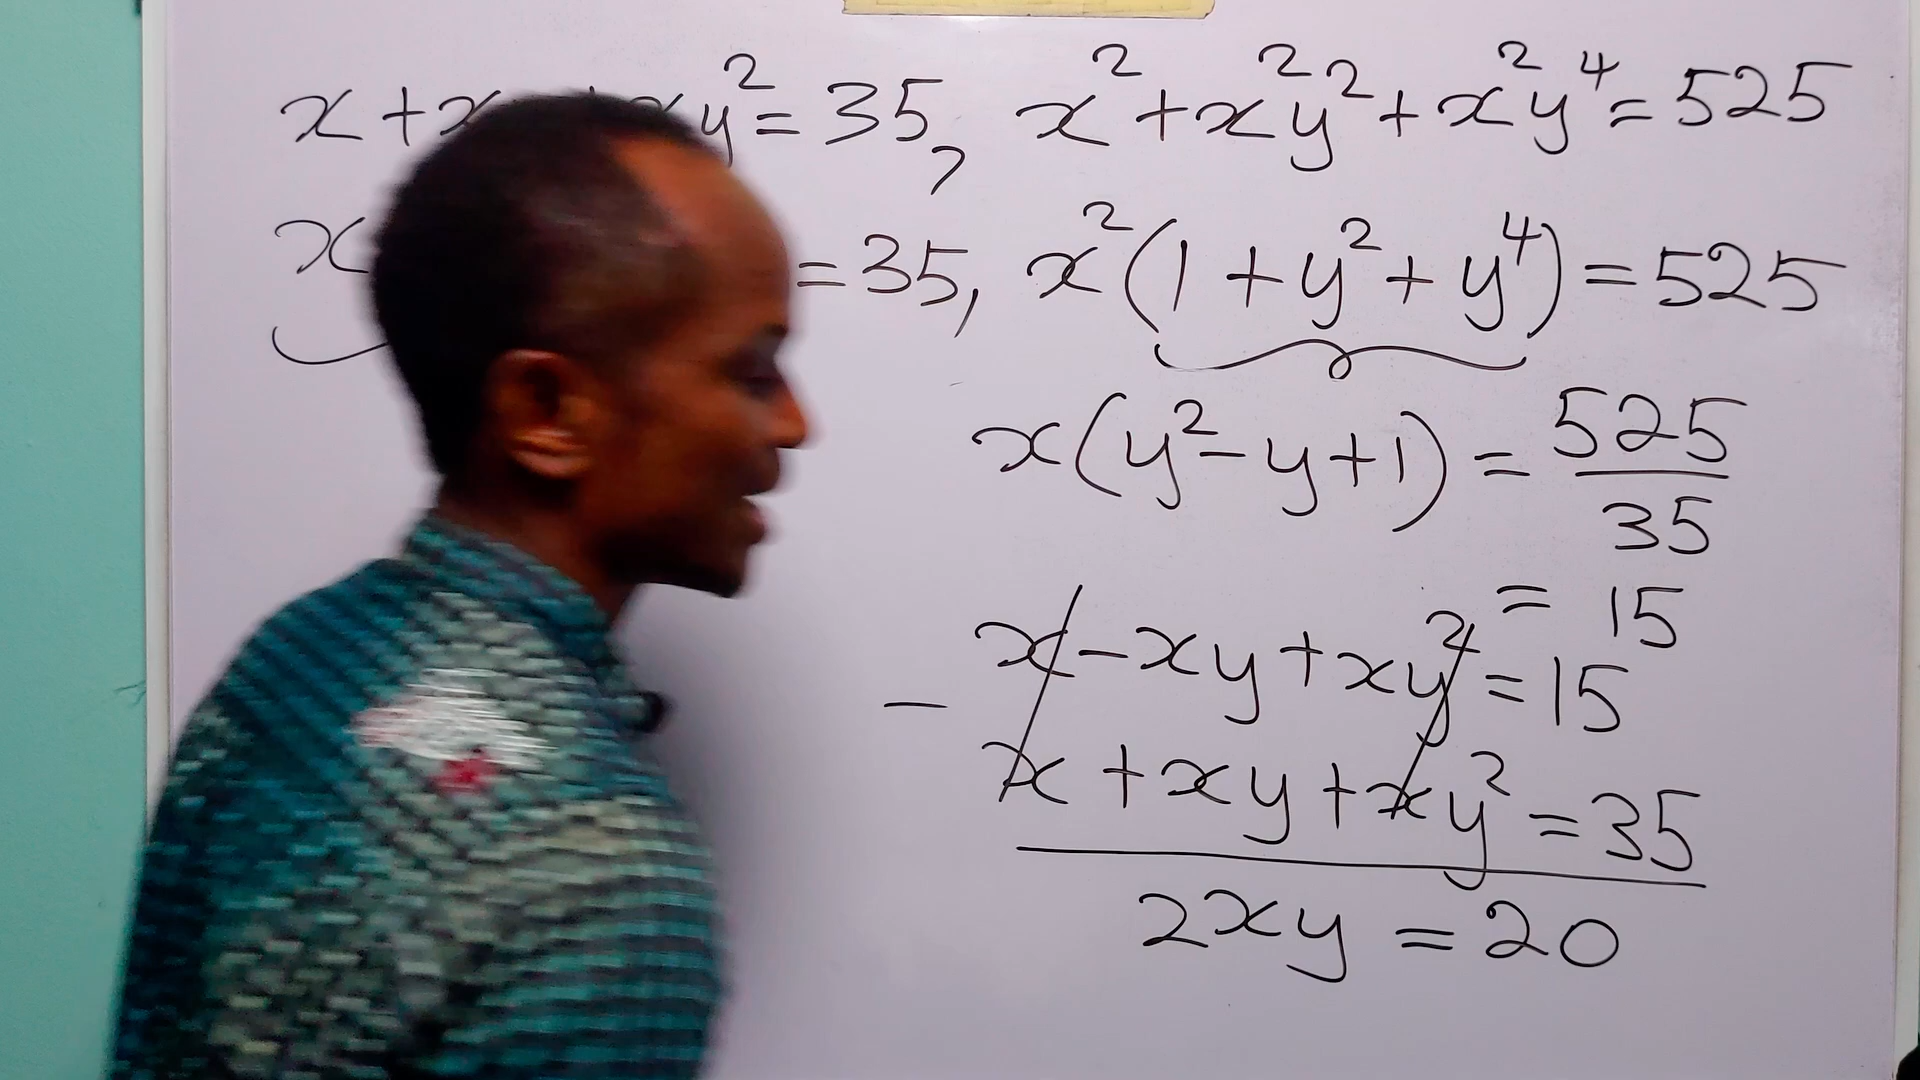 x + x y² = 35, x² + x²y² + x²y⁴ = 525
x = 35, x²(1 + y² + y⁴) = 525
x(y² - y + 1) = 525/35
= 15
x - xy + xy² = 15
- x + xy + xy² = 35
2xy = 20